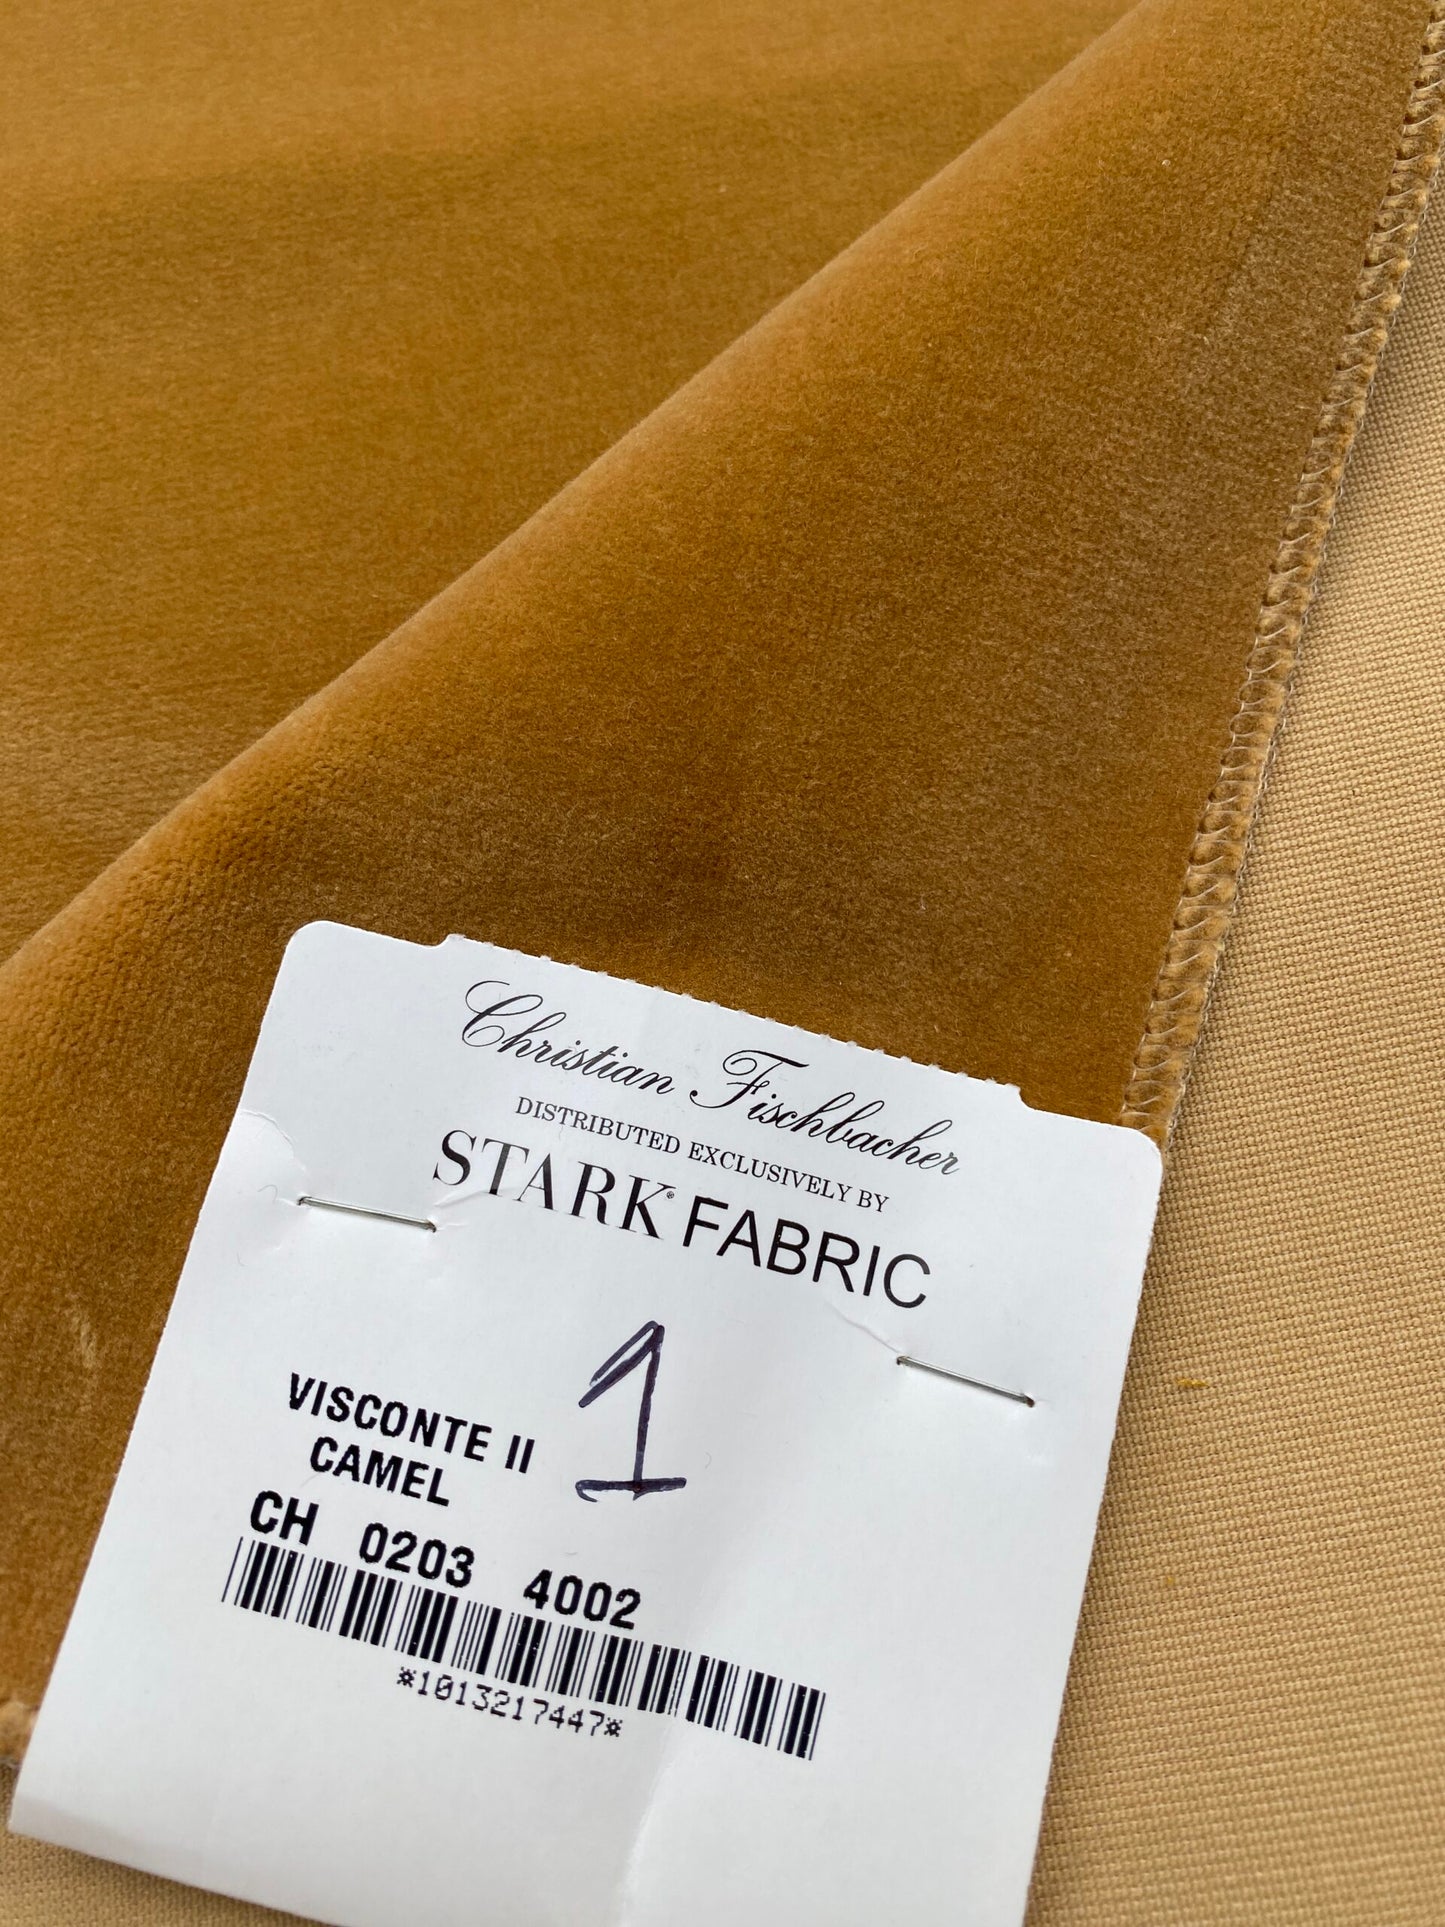 Christian Fischbacher
DISTRIBUTED EXCLUSIVELY BY
STARK® FABRIC
1
VISCONTE II
CAMEL
CH 0203 4002
*1013217447*